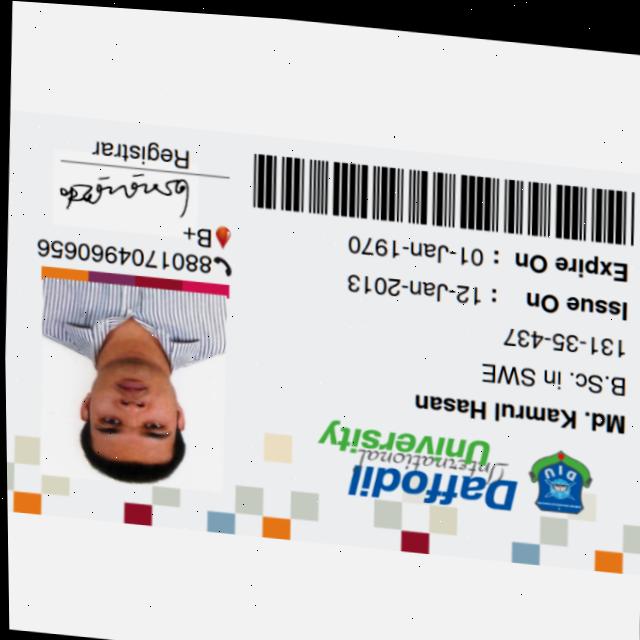 Daffodil
International
University
DIU
Md. Kamrul Hasan
B.Sc. in SWE
131-35-437
Issue On : 12-Jan-2013
Expire On : 01-Jan-1970
8801704960656
B+
Registrar